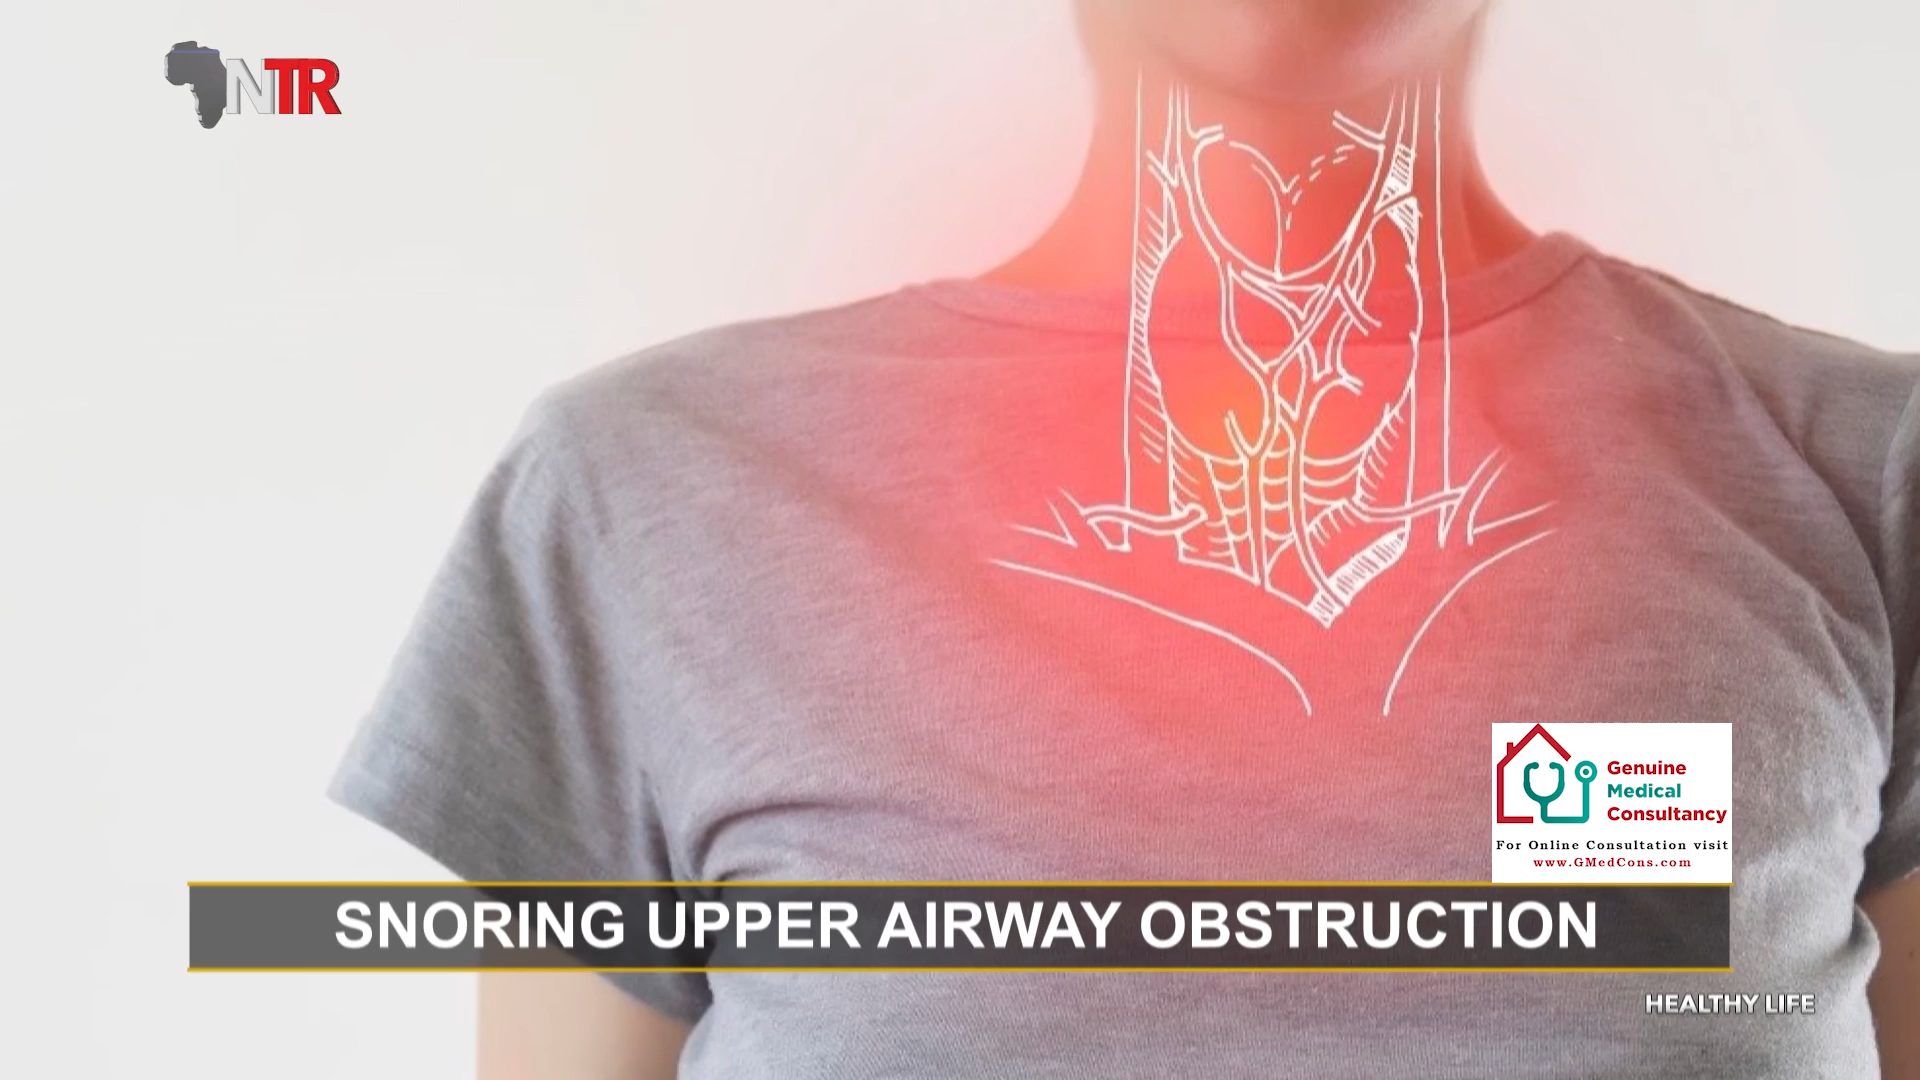 NTR
Genuine
Medical
Consultancy
For Online Consultation visit
www.GMedCons.com
SNORING UPPER AIRWAY OBSTRUCTION
HEALTHY LIFE